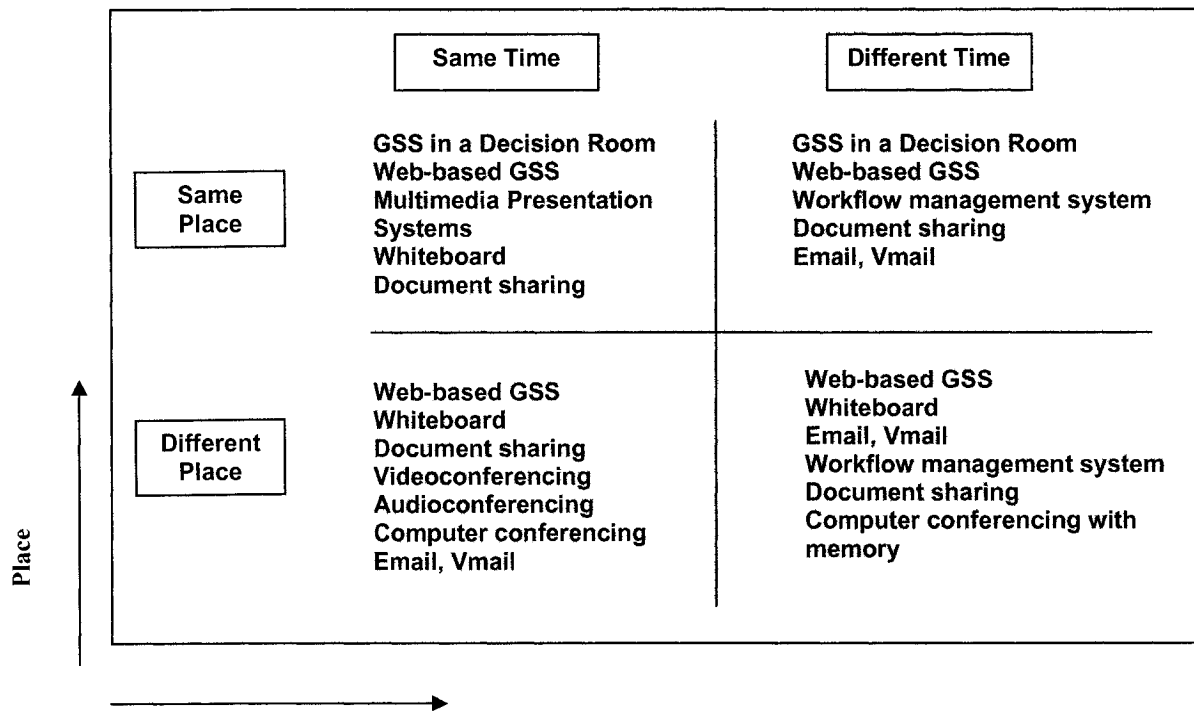 Same Time
Different Time
Same
Place
GSS in a Decision Room
Web-based GSS
Multimedia Presentation
Systems
Whiteboard
Document sharing
GSS in a Decision Room
Web-based GSS
Workflow management system
Document sharing
Email, Vmail
Different
Place
Web-based GSS
Whiteboard
Document sharing
Videoconferencing
Audioconferencing
Computer conferencing
Email, Vmail
Web-based GSS
Whiteboard
Email, Vmail
Workflow management system
Document sharing
Computer conferencing with
memory
Place